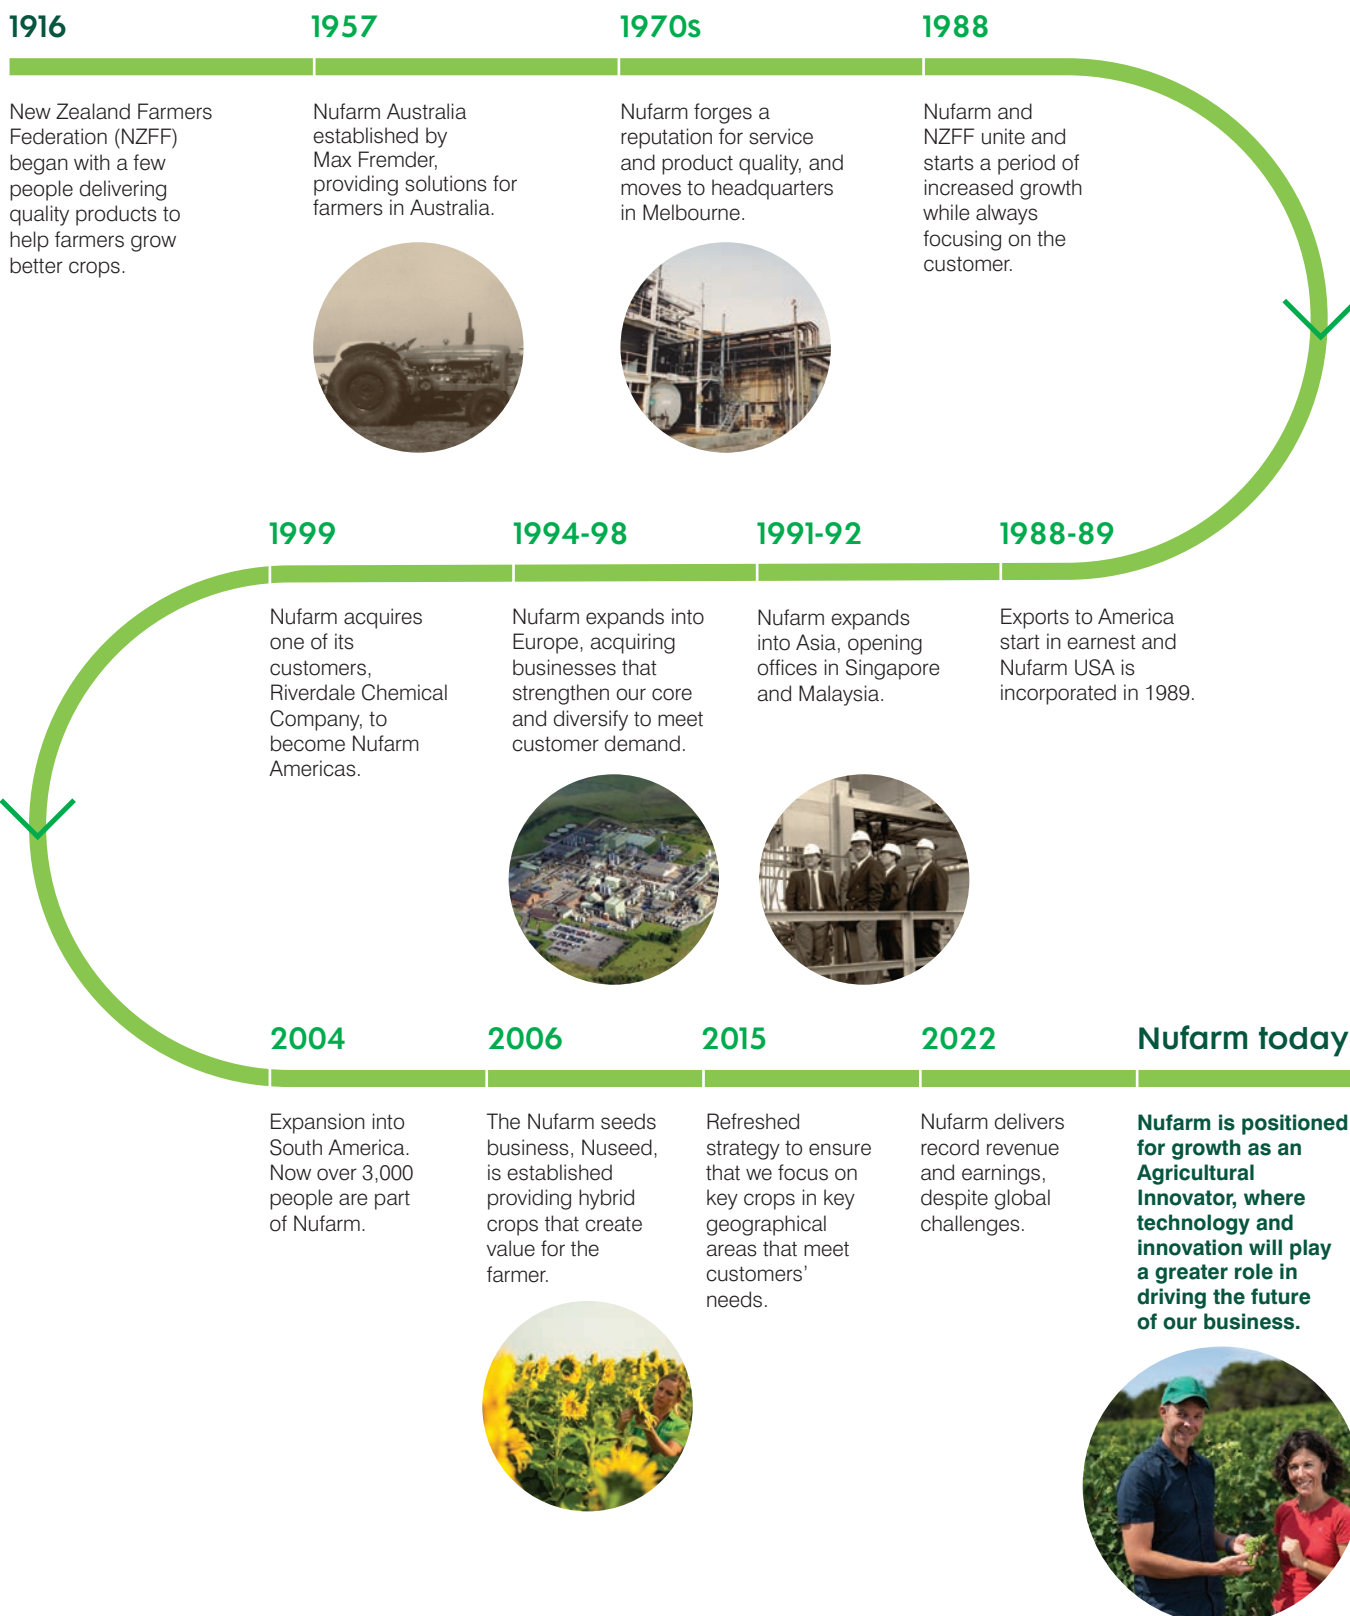 1916
New Zealand Farmers
Federation (NZFF)
began with a few
people delivering
quality products to
help farmers grow
better crops.
1957
Nufarm Australia
established by
Max Fremder,
providing solutions for
farmers in Australia.
1970s
Nufarm forges a
reputation for service
and product quality, and
moves to headquarters
in Melbourne.
1988
Nufarm and
NZFF unite and
starts a period of
increased growth
while always
focusing on the
customer.
1988-89
Exports to America
start in earnest and
Nufarm USA is
incorporated in 1989.
1991-92
Nufarm expands
into Asia, opening
offices in Singapore
and Malaysia.
1994-98
Nufarm expands into
Europe, acquiring
businesses that
strengthen our core
and diversify to meet
customer demand.
1999
Nufarm acquires
one of its
customers,
Riverdale Chemical
Company, to
become Nufarm
Americas.
2004
Expansion into
South America.
Now over 3,000
people are part
of Nufarm.
2006
The Nufarm seeds
business, Nuseed,
is established
providing hybrid
crops that create
value for the
farmer.
2015
Refreshed
strategy to ensure
that we focus on
key crops in key
geographical
areas that meet
customers’
needs.
2022
Nufarm delivers
record revenue
and earnings,
despite global
challenges.
Nufarm today
Nufarm is positioned
for growth as an
Agricultural
Innovator, where
technology and
innovation will play
a greater role in
driving the future
of our business.